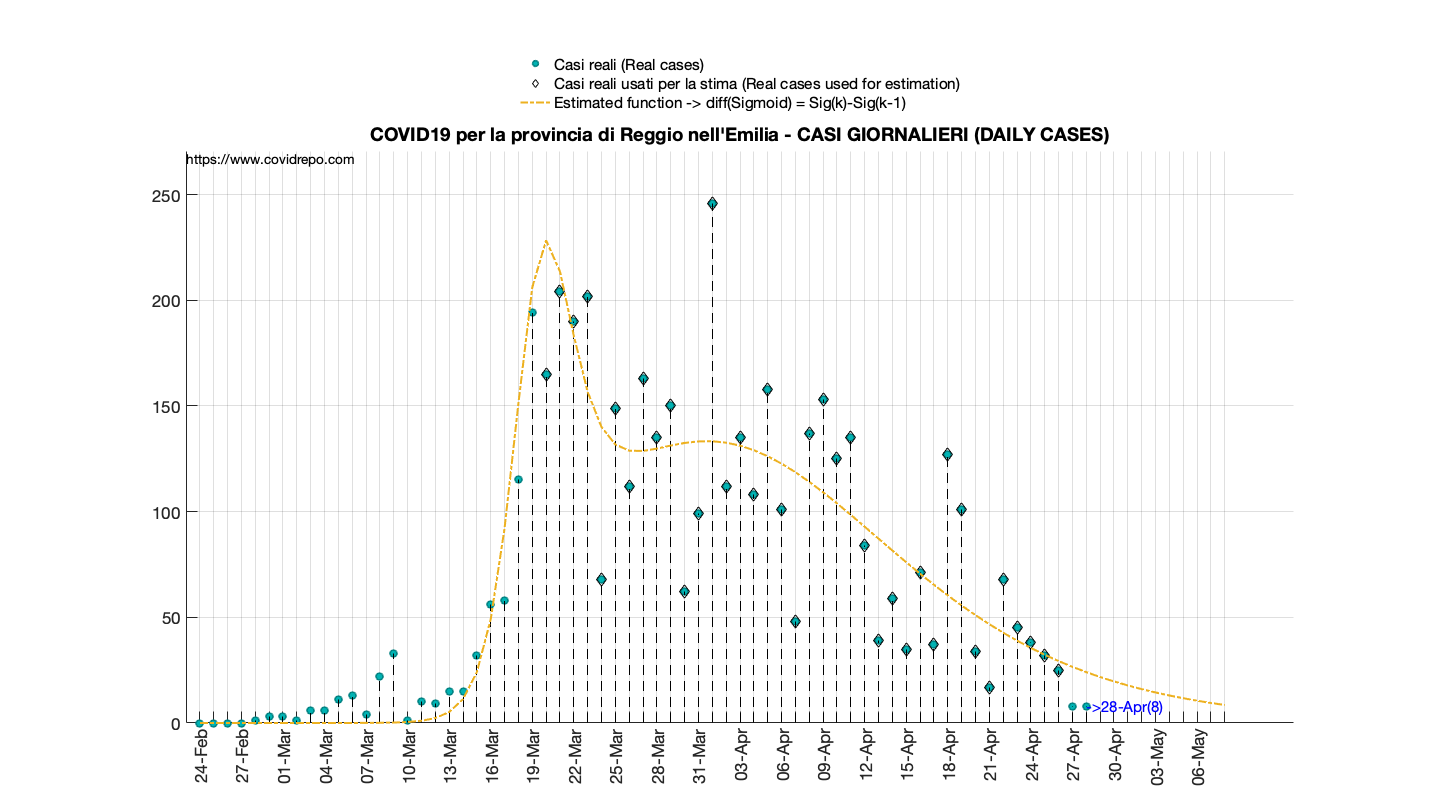 Casi reali (Real cases)
Casi reali usati per la stima (Real cases used for estimation)
Estimated function -> diff(Sigmoid) = Sig(k)-Sig(k-1)
COVID19 per la provincia di Reggio nell'Emilia - CASI GIORNALIERI (DAILY CASES)
https://www.covidrepo.com
250
200
150
100
50
0
->28-Apr(8)
24-Feb
27-Feb
01-Mar
04-Mar
07-Mar
10-Mar
13-Mar
16-Mar
19-Mar
22-Mar
25-Mar
28-Mar
31-Mar
03-Apr
06-Apr
09-Apr
12-Apr
15-Apr
18-Apr
21-Apr
24-Apr
27-Apr
30-Apr
03-May
06-May